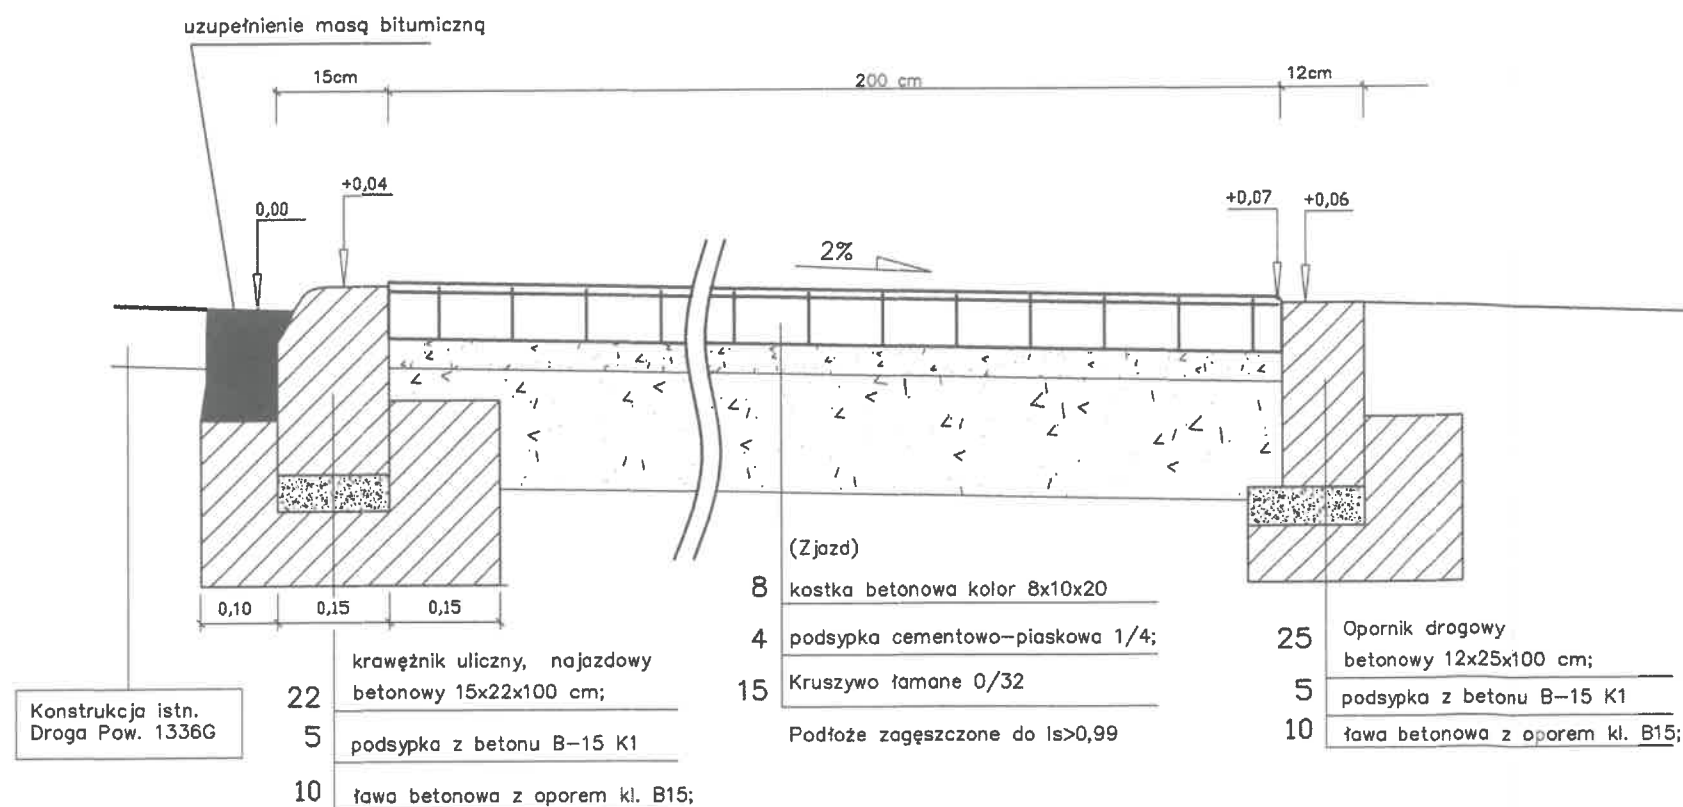 uzupełnienie masą bitumiczną
15cm
200 cm
12cm
0,00
+0,04
2%
+0,07
+0,06
0,10
0,15
0,15
Konstrukcja istn.
Droga Pow. 1336G
krawężnik uliczny, najazdowy
22 betonowy 15x22x100 cm;
5 podsypka z betonu B-15 K1
10 ława betonowa z oporem kl. B15;
(Zjazd)
8 kostka betonowa kolor 8x10x20
4 podsypka cementowo-piaskowa 1/4;
15 Kruszywo łamane 0/32
Podłoże zagęszczone do Is>0,99
25 Opornik drogowy
betonowy 12x25x100 cm;
5 podsypka z betonu B-15 K1
10 ława betonowa z oporem kl. B15;